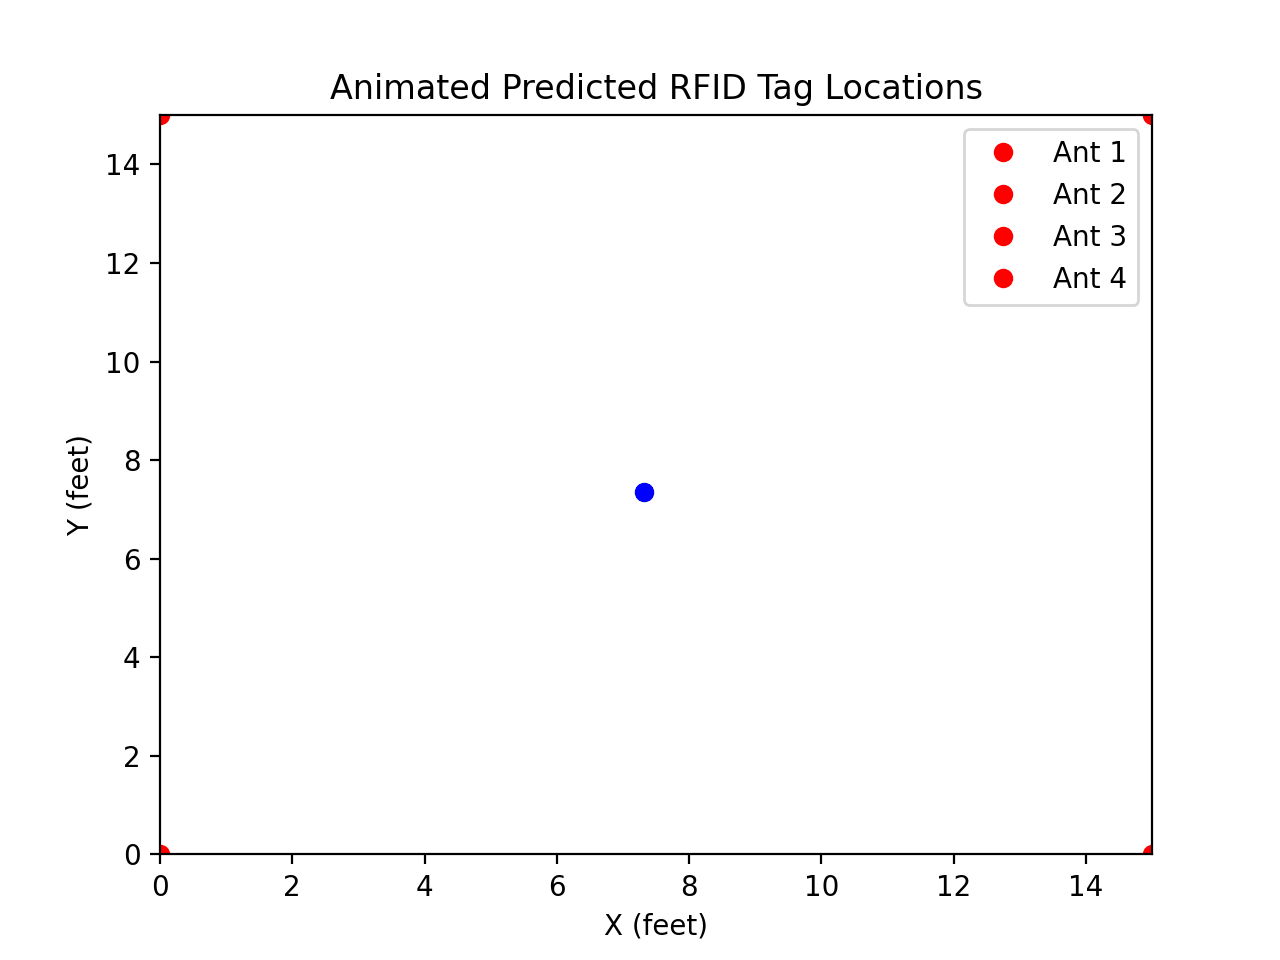 Animated Predicted RFID Tag Locations
Ant 1
Ant 2
Ant 3
Ant 4
14
12
10
8
6
4
2
0
Y (feet)
0 2 4 6 8 10 12 14
X (feet)